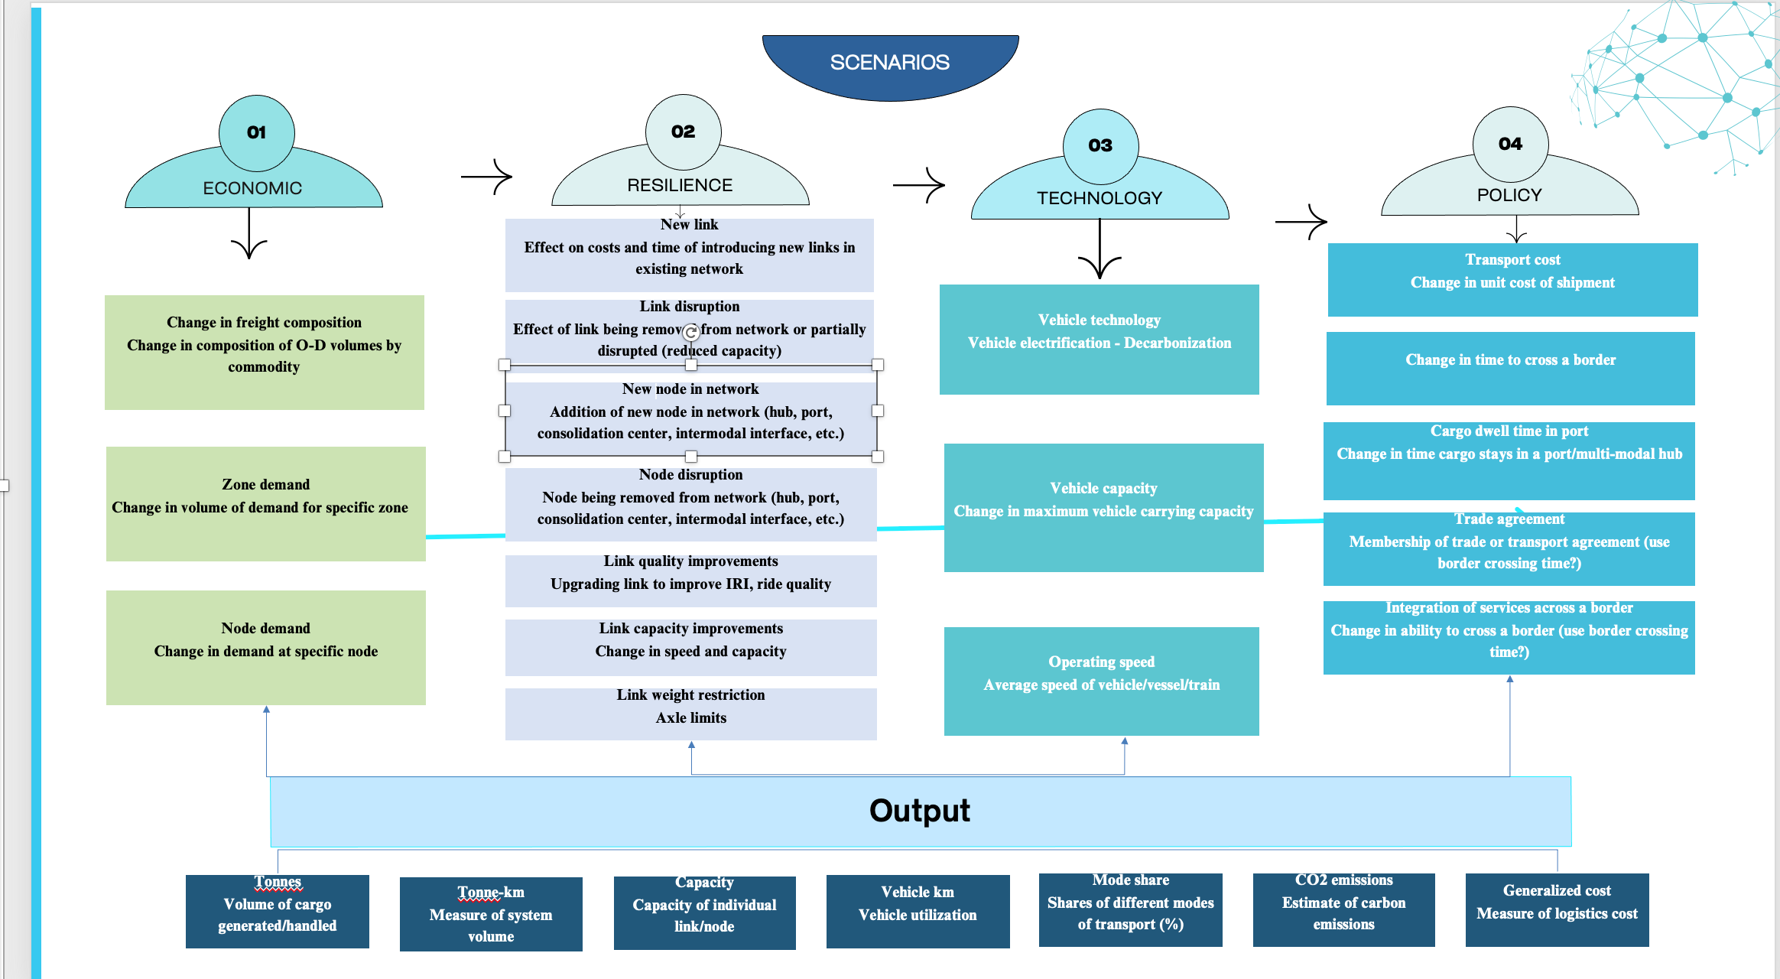 SCENARIOS
01
ECONOMIC
Change in freight composition
Change in composition of O-D volumes by
commodity
Zone demand
Change in volume of demand for specific zone
Node demand
Change in demand at specific node
02
RESILIENCE
New link
Effect on costs and time of introducing new links in
existing network
Link disruption
Effect of link being remov from network or partially
disrupted (reduced capacity)
New node in network
Addition of new node in network (hub, port,
consolidation center, intermodal interface, etc.)
Node disruption
Node being removed from network (hub, port,
consolidation center, intermodal interface, etc.)
Link quality improvements
Upgrading link to improve IRI, ride quality
Link capacity improvements
Change in speed and capacity
Link weight restriction
Axle limits
03
TECHNOLOGY
Vehicle technology
Vehicle electrification - Decarbonization
Vehicle capacity
Change in maximum vehicle carrying capacity
Operating speed
Average speed of vehicle/vessel/train
04
POLICY
Transport cost
Change in unit cost of shipment
Change in time to cross a border
Cargo dwell time in port
Change in time cargo stays in a port/multi-modal hub
Trade agreement
Membership of trade or transport agreement (use
border crossing time?)
Integration of services across a border
Change in ability to cross a border (use border crossing
time?)
Output
Tonnes
Volume of cargo
generated/handled
Tonne-km
Measure of system
volume
Capacity
Capacity of individual
link/node
Vehicle km
Vehicle utilization
Mode share
Shares of different modes
of transport (%)
CO2 emissions
Estimate of carbon
emissions
Generalized cost
Measure of logistics cost